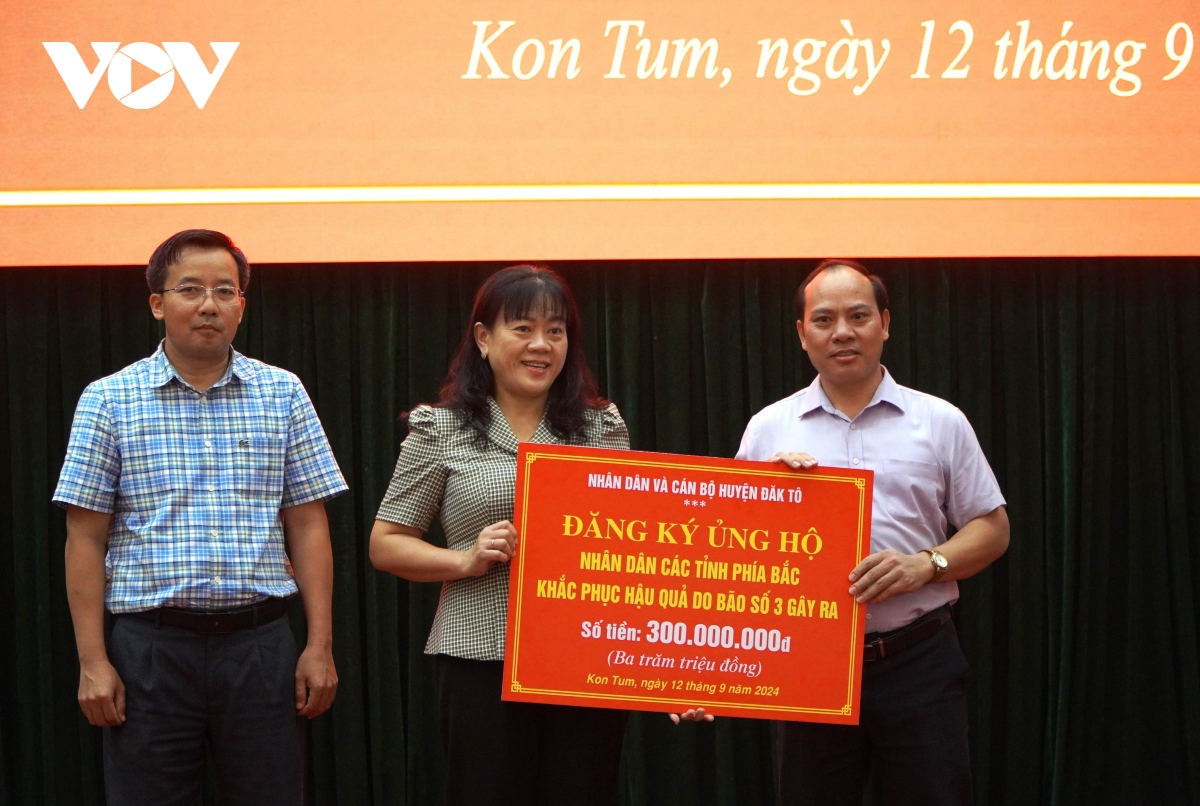 VOV
Kon Tum, ngày 12 tháng 9
NHÂN DÂN VÀ CÁN BỘ HUYỆN ĐĂK TÔ
***
ĐĂNG KÝ ỦNG HỘ
NHÂN DÂN CÁC TỈNH PHÍA BẮC
KHẮC PHỤC HẬU QUẢ DO BÃO SỐ 3 GÂY RA
Số tiền: 300.000.000đ
(Ba trăm triệu đồng)
Kon Tum, ngày 12 tháng 9 năm 2024